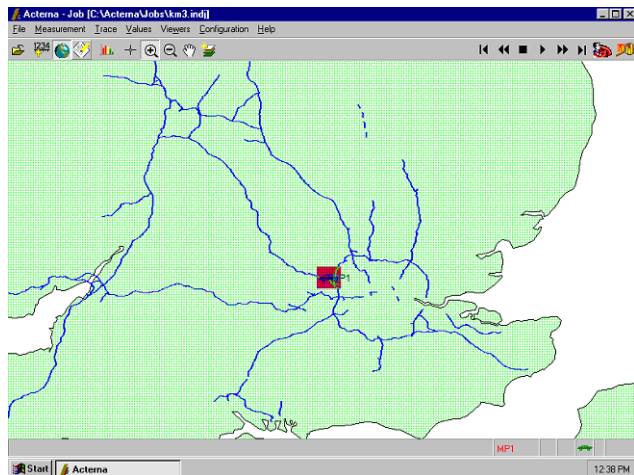 Acterna - Job [C:\Acterna\Jobs\km3.indj]
File Measurement Trace Values Viewers Configuration Help
1234
MP1
MP1
Start Acterna 12:38 PM